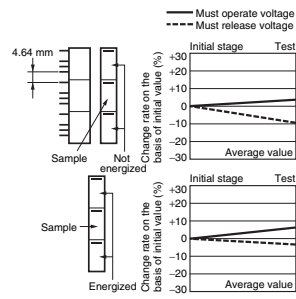 Must operate voltage
Must release voltage
4.64 mm
Sample
Not
energized
Change rate on the
basis of initial value (%)
Initial stage
Test
+30
+20
+10
0
−10
−20
−30
Average value
Sample
Energized
Change rate on the
basis of initial value (%)
Initial stage
Test
+30
+20
+10
0
−10
−20
−30
Average value